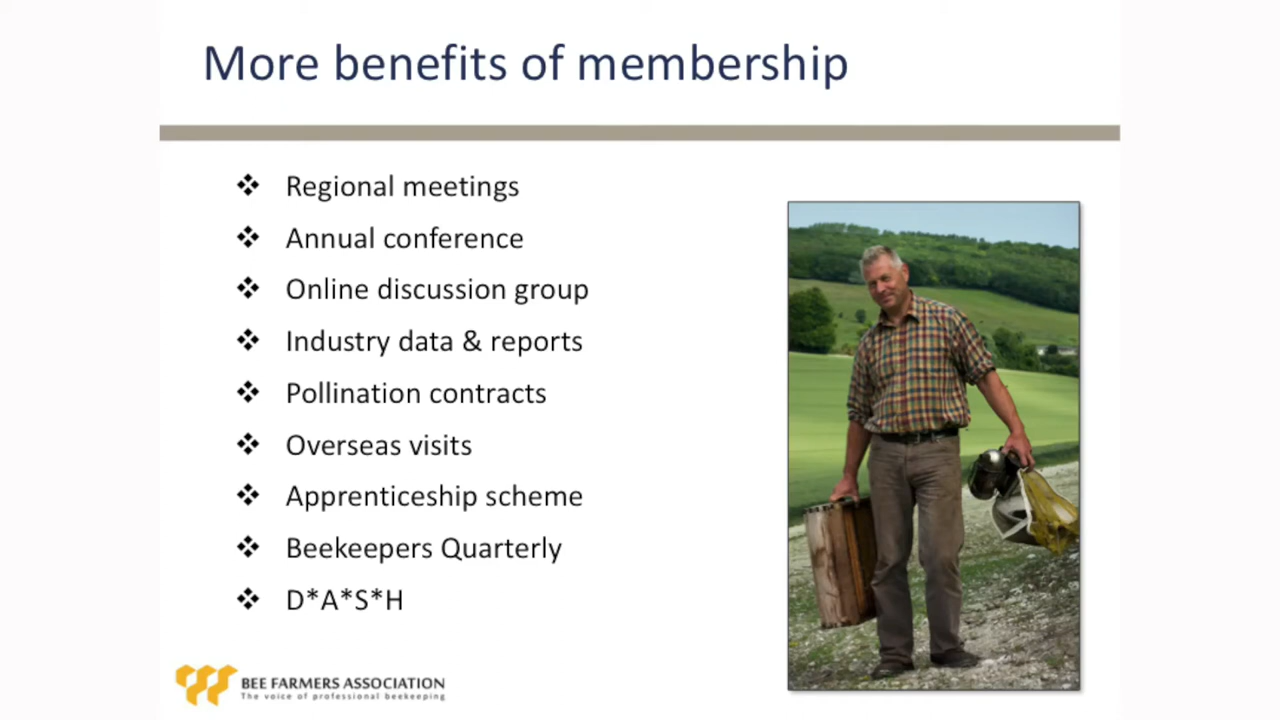 More benefits of membership
Regional meetings
Annual conference
Online discussion group
Industry data & reports
Pollination contracts
Overseas visits
Apprenticeship scheme
Beekeepers Quarterly
D*A*S*H
BEE FARMERS ASSOCIATION
The voice of professional beekeeping